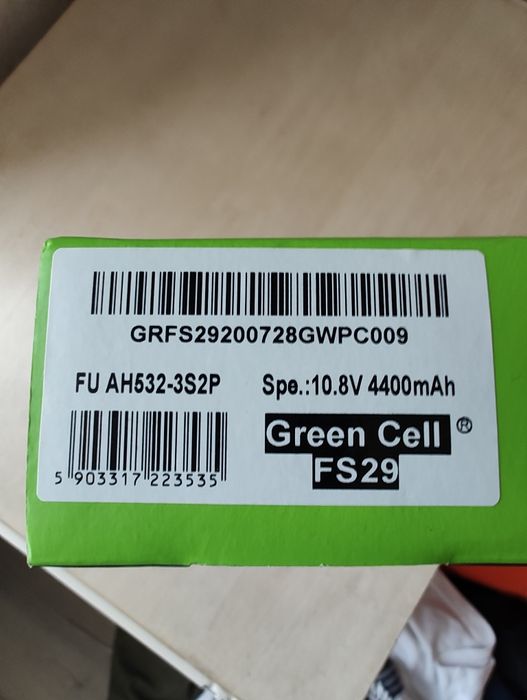 GRFS29200728GWPC009
FU AH532-3S2P Spe.:10.8V 4400mAh
Green Cell ®
FS29
5 903317 223535